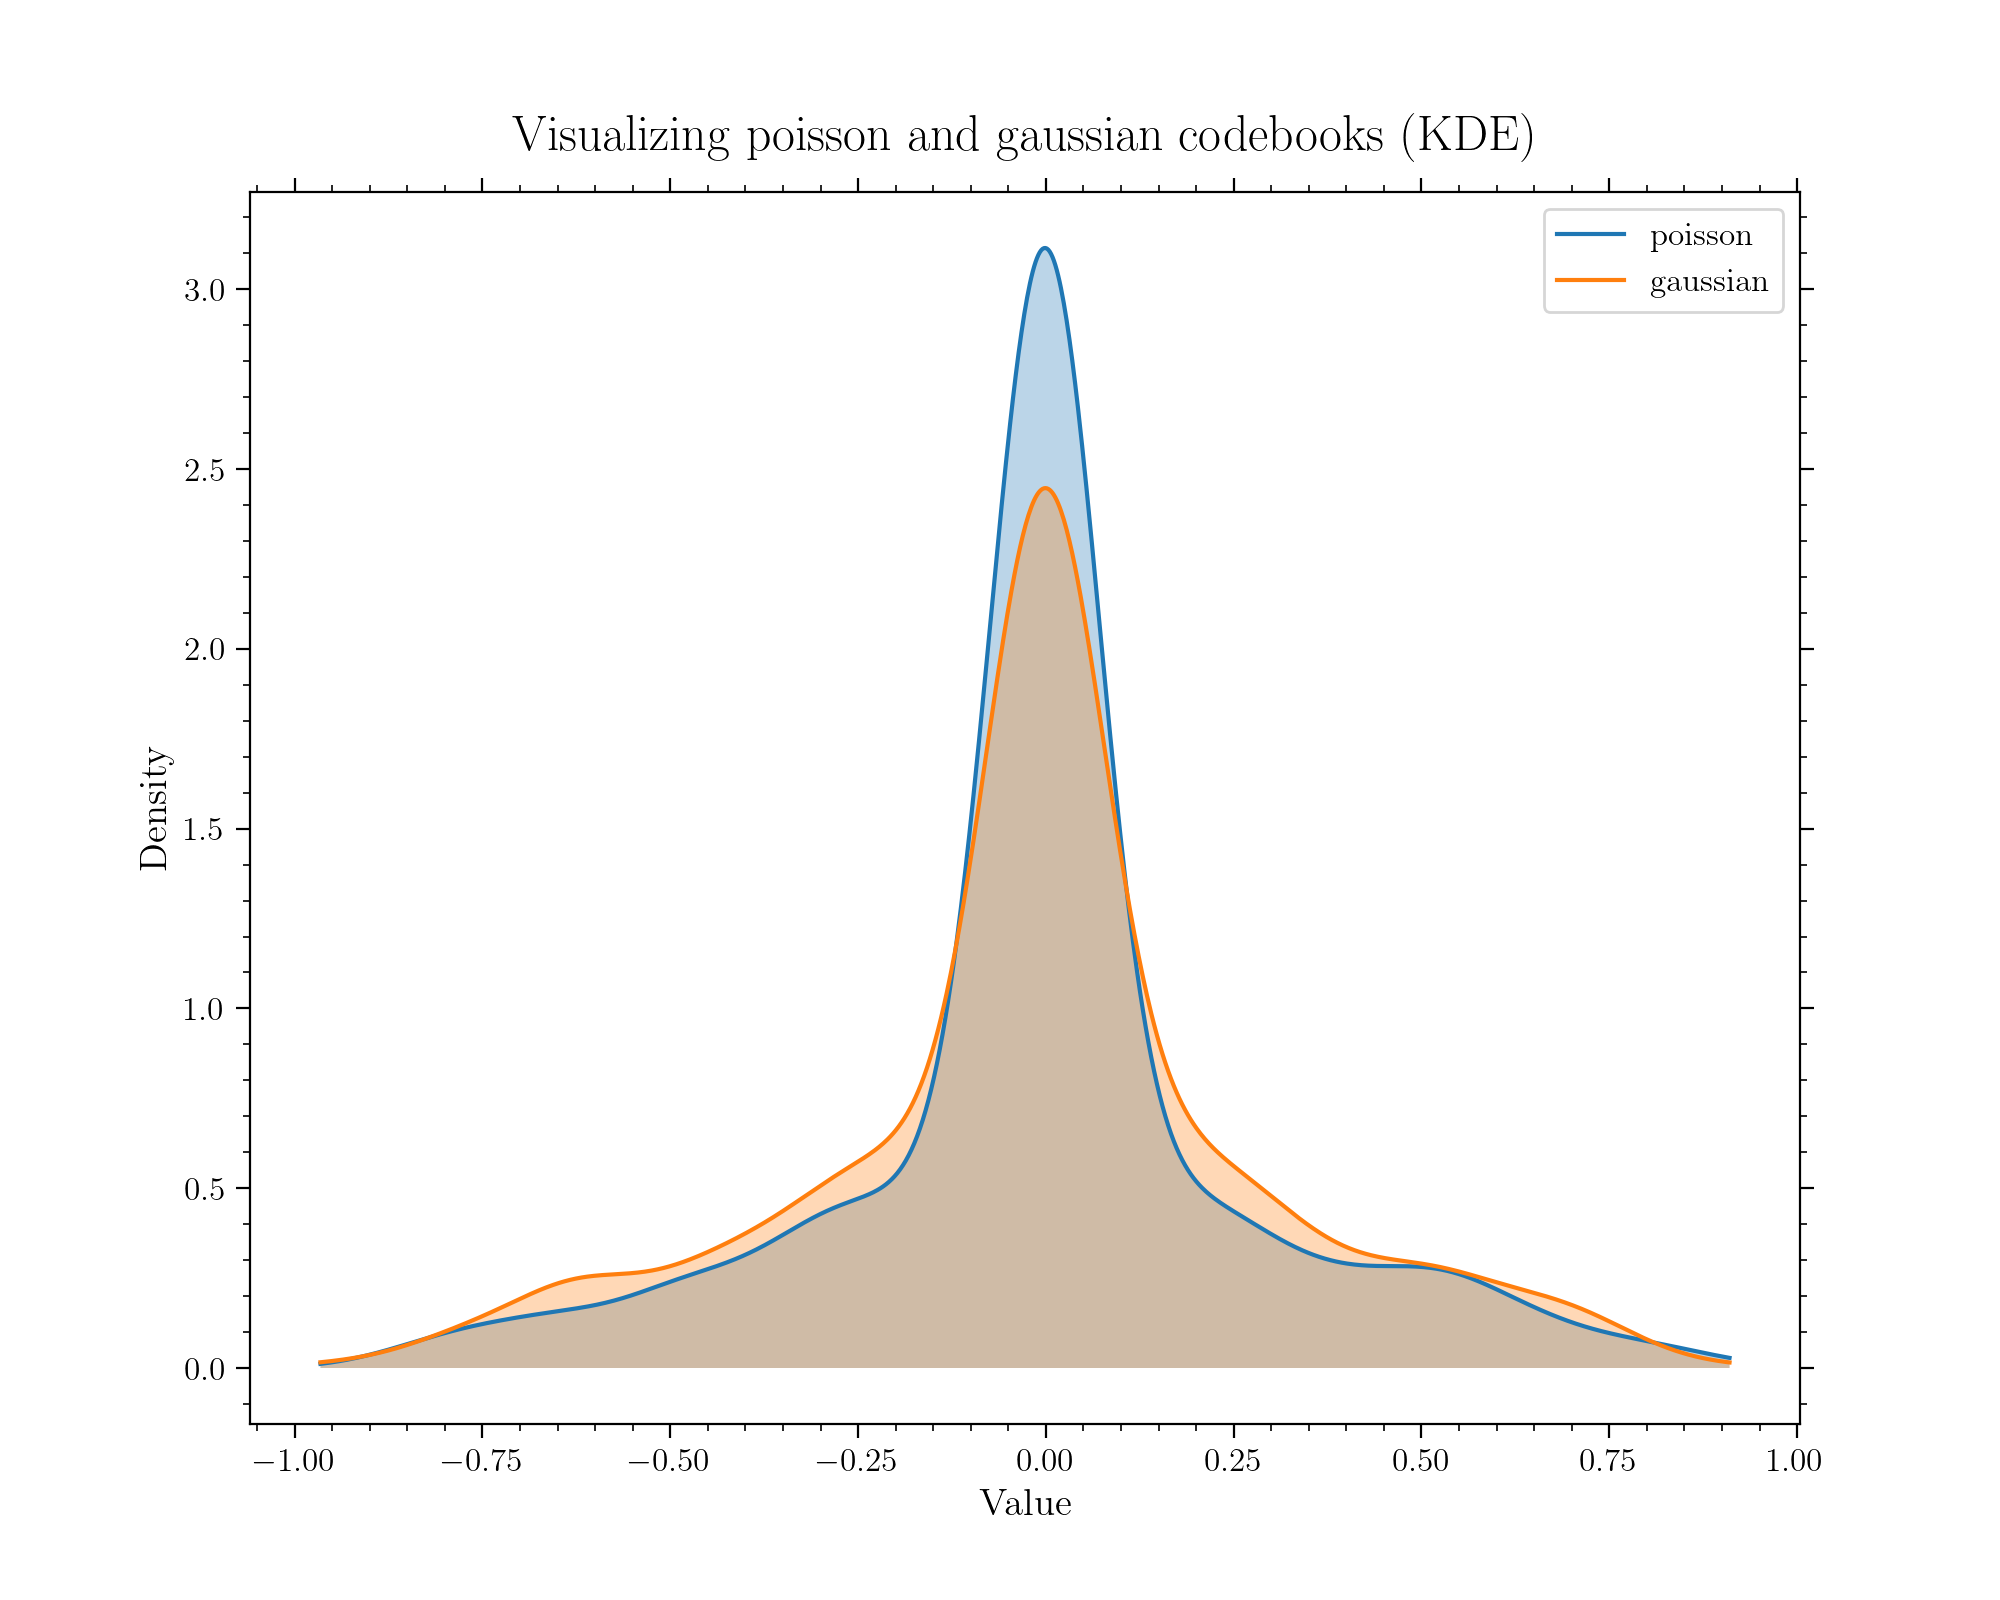 Visualizing poisson and gaussian codebooks (KDE)
poisson
gaussian
3.0
2.5
2.0
1.5
1.0
0.5
0.0
Density
−1.00 −0.75 −0.50 −0.25 0.00 0.25 0.50 0.75 1.00
Value